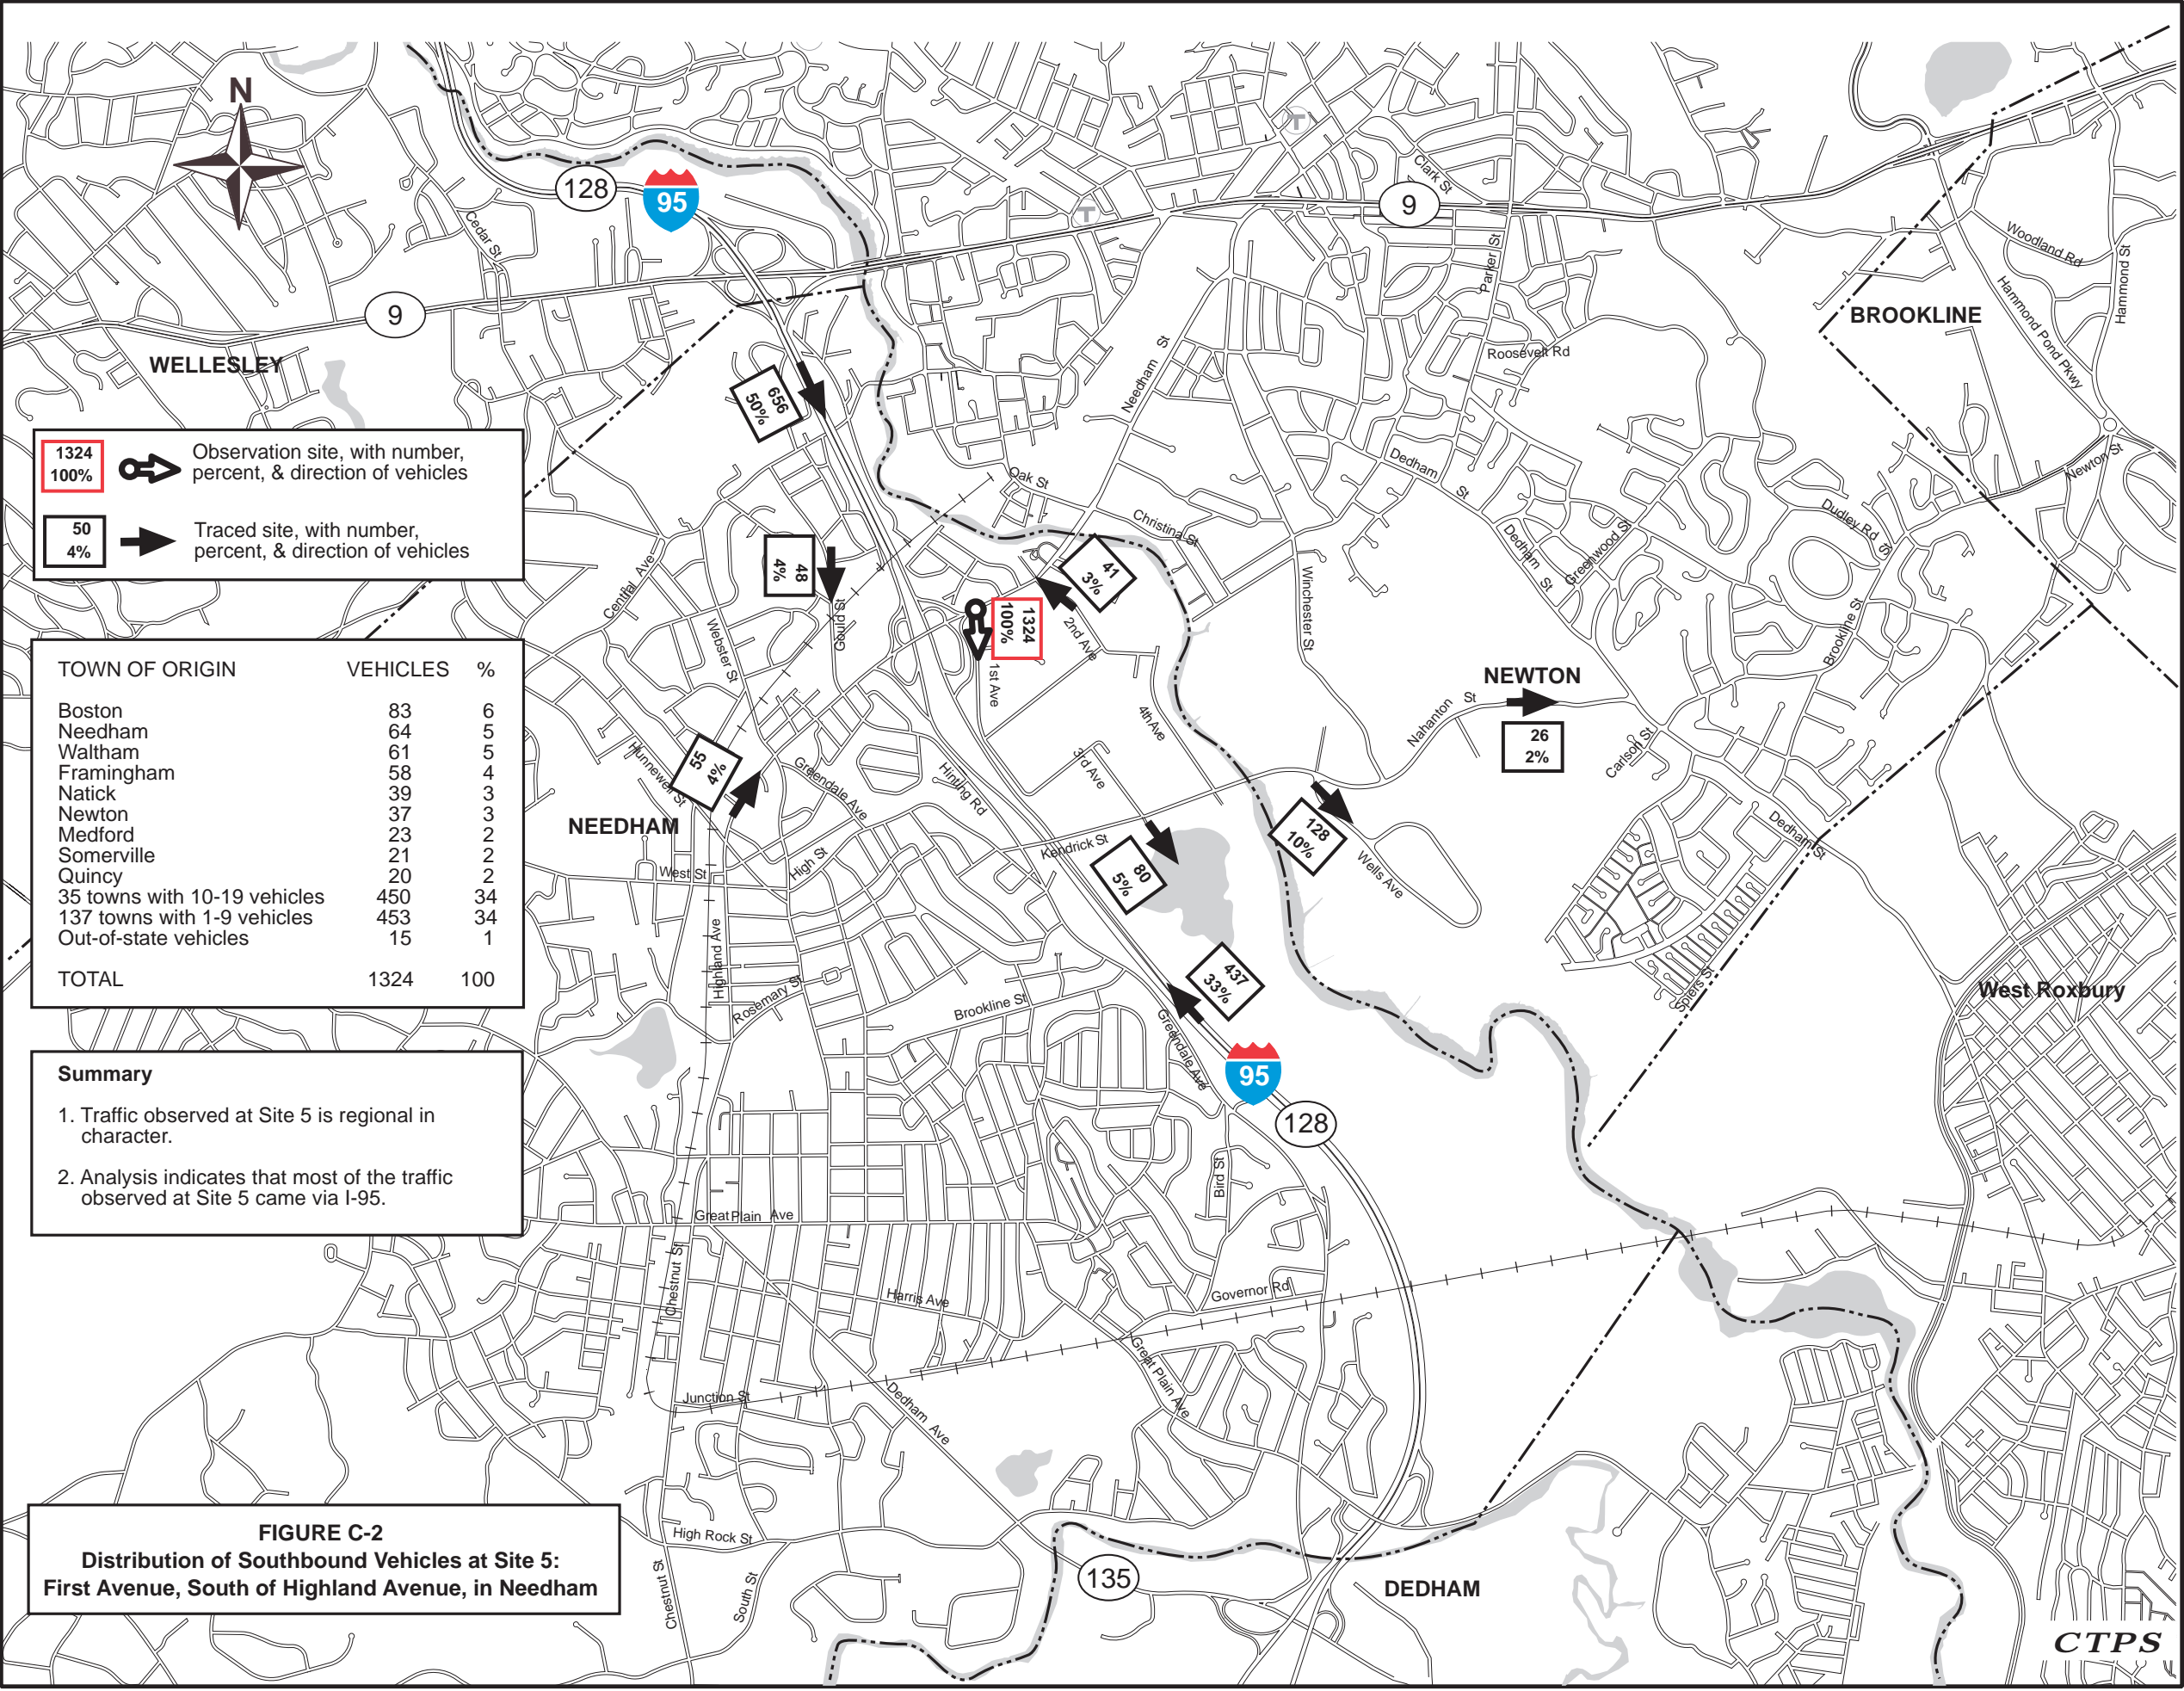 N
128
95
9
9
Clark St
Cedar St
Parker St
Woodland Rd
Hammond St
Hammond Pond Pkwy
BROOKLINE
WELLESLEY
Roosevelt Rd
Needham St
656
50%
1324
100%
Observation site, with number,
percent, & direction of vehicles
50
4%
Traced site, with number,
percent, & direction of vehicles
Oak St
Christina St
Dedham St
Dedham St
Greenwood St
Dudley Rd
St
Newton St
Brookline St
Winchester St
Central Ave
Webster St
48
4%
Gould St
41
3%
1324
100%
2nd Ave
1st Ave
4th Ave
3rd Ave
NEWTON
Nahanton St
26
2%
Carlson St
Dedham St
TOWN OF ORIGIN VEHICLES %
Boston 83 6
Needham 64 5
Waltham 61 5
Framingham 58 4
Natick 39 3
Newton 37 3
Medford 23 2
Somerville 21 2
Quincy 20 2
35 towns with 10-19 vehicles 450 34
137 towns with 1-9 vehicles 453 34
Out-of-state vehicles 15 1
TOTAL 1324 100
Hunnewell St
55
4%
Greendale Ave
Hinting Rd
NEEDHAM
Kendrick St
80
5%
128
10%
Wells Ave
West St
High St
Highland Ave
Rosemary St
Brookline St
437
33%
Greendale Ave
95
128
Spiers St
West Roxbury
Summary
1. Traffic observed at Site 5 is regional in
character.
2. Analysis indicates that most of the traffic
observed at Site 5 came via I-95.
Bird St
Great Plain Ave
Chestnut St
Harris Ave
Governor Rd
Great Plain Ave
Junction St
Dedham Ave
High Rock St
Chestnut St
South St
135
DEDHAM
FIGURE C-2
Distribution of Southbound Vehicles at Site 5:
First Avenue, South of Highland Avenue, in Needham
CTPS
T
T